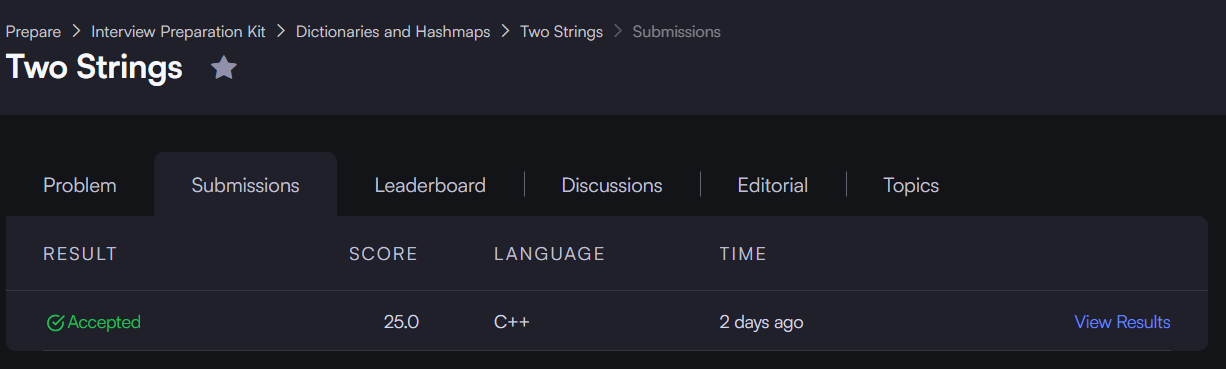 Prepare > Interview Preparation Kit > Dictionaries and Hashmaps > Two Strings > Submissions
Two Strings
Problem Submissions Leaderboard Discussions Editorial Topics
RESULT SCORE LANGUAGE TIME
Accepted 25.0 C++ 2 days ago View Results